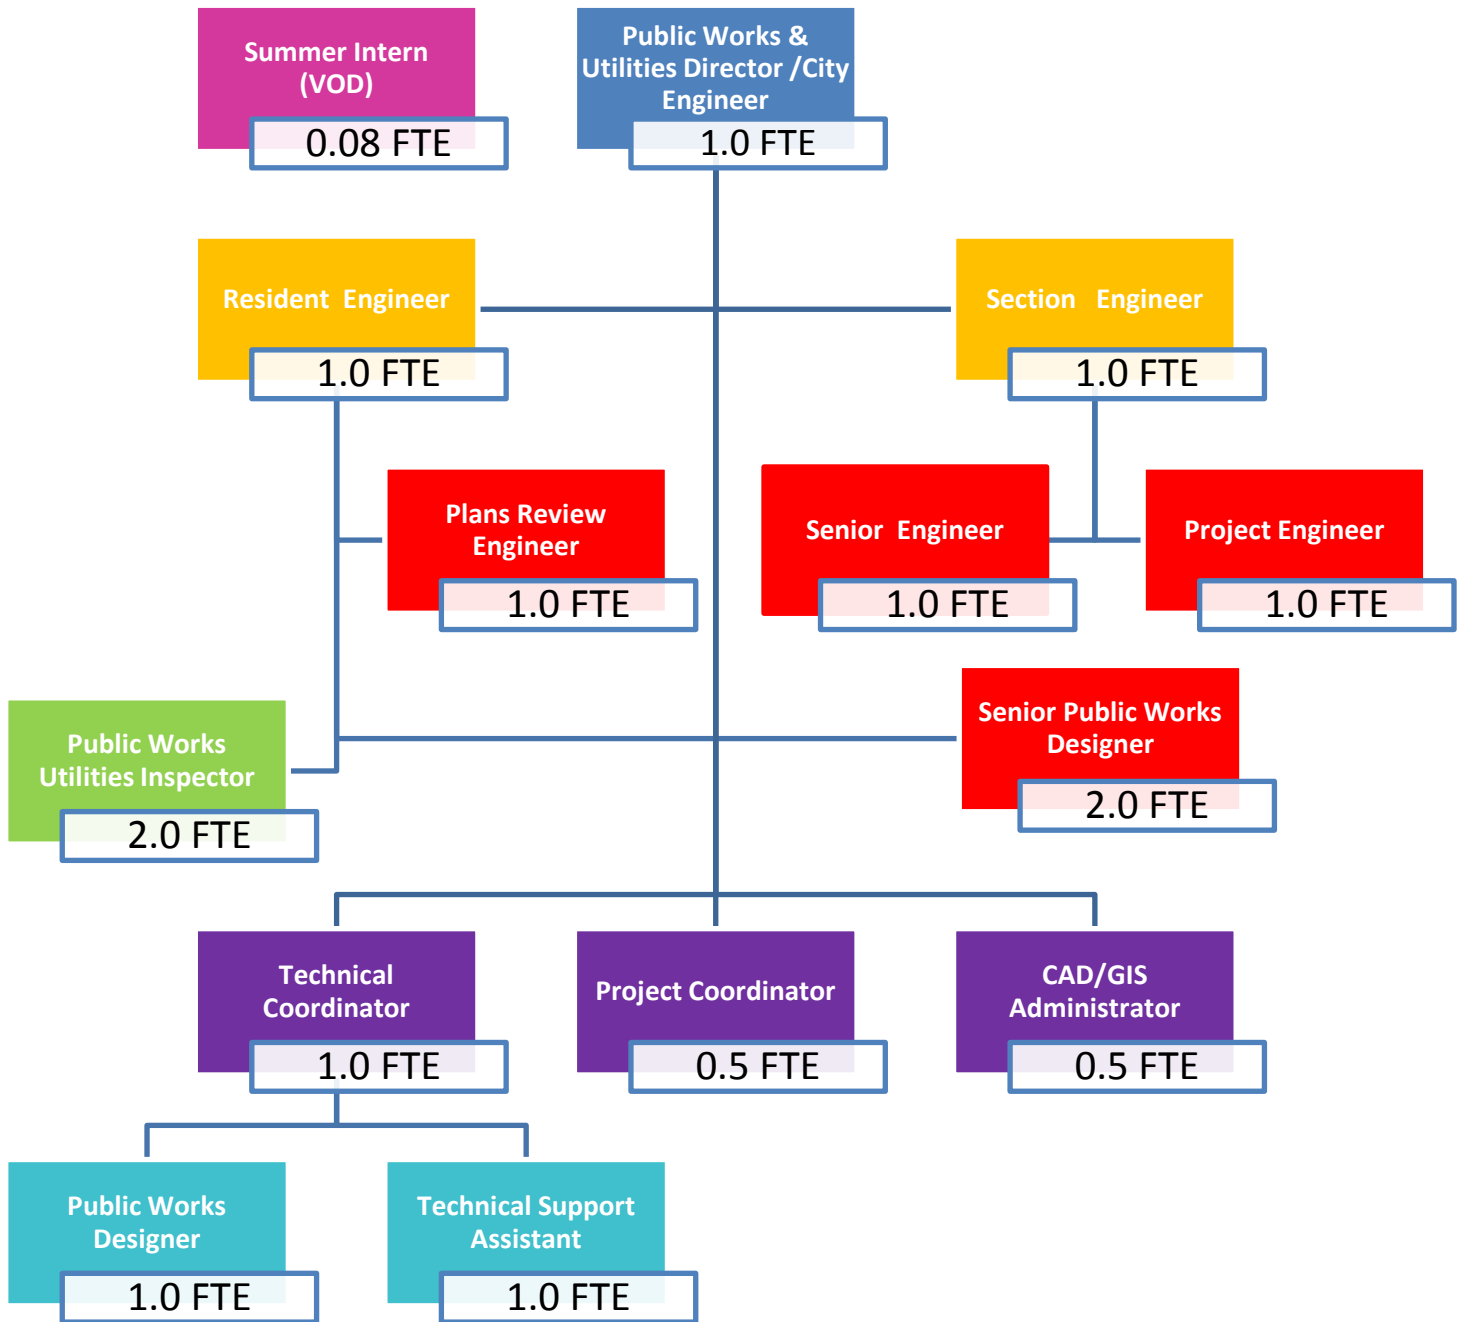 Summer Intern
(VOD)
0.08 FTE
Public Works &
Utilities Director /City
Engineer
1.0 FTE
Resident Engineer
1.0 FTE
Section Engineer
1.0 FTE
Plans Review
Engineer
1.0 FTE
Senior Engineer
1.0 FTE
Project Engineer
1.0 FTE
Public Works
Utilities Inspector
2.0 FTE
Senior Public Works
Designer
2.0 FTE
Technical
Coordinator
1.0 FTE
Project Coordinator
0.5 FTE
CAD/GIS
Administrator
0.5 FTE
Public Works
Designer
1.0 FTE
Technical Support
Assistant
1.0 FTE